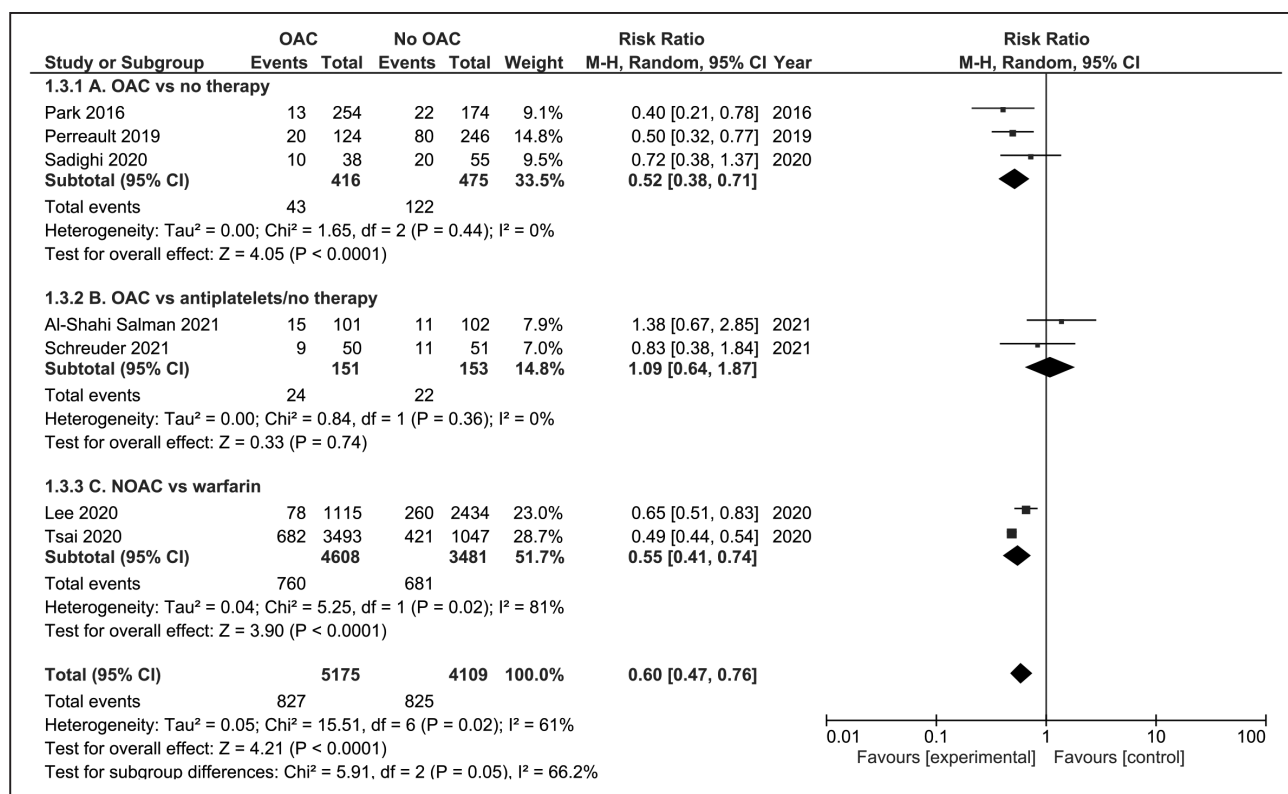 OAC No OAC Risk Ratio Risk Ratio
Study or Subgroup Events Total Events Total Weight M-H, Random, 95% CI Year M-H, Random, 95% CI
1.3.1 A. OAC vs no therapy
Park 2016 13 254 22 174 9.1% 0.40 [0.21, 0.78] 2016
Perreault 2019 20 124 80 246 14.8% 0.50 [0.32, 0.77] 2019
Sadighi 2020 10 38 20 55 9.5% 0.72 [0.38, 1.37] 2020
Subtotal (95% CI) 416 475 33.5% 0.52 [0.38, 0.71]
Total events 43 122
Heterogeneity: Tau² = 0.00; Chi² = 1.65, df = 2 (P = 0.44); I² = 0%
Test for overall effect: Z = 4.05 (P < 0.0001)
1.3.2 B. OAC vs antiplatelets/no therapy
Al-Shahi Salman 2021 15 101 11 102 7.9% 1.38 [0.67, 2.85] 2021
Schreuder 2021 9 50 11 51 7.0% 0.83 [0.38, 1.84] 2021
Subtotal (95% CI) 151 153 14.8% 1.09 [0.64, 1.87]
Total events 24 22
Heterogeneity: Tau² = 0.00; Chi² = 0.84, df = 1 (P = 0.36); I² = 0%
Test for overall effect: Z = 0.33 (P = 0.74)
1.3.3 C. NOAC vs warfarin
Lee 2020 78 1115 260 2434 23.0% 0.65 [0.51, 0.83] 2020
Tsai 2020 682 3493 421 1047 28.7% 0.49 [0.44, 0.54] 2020
Subtotal (95% CI) 4608 3481 51.7% 0.55 [0.41, 0.74]
Total events 760 681
Heterogeneity: Tau² = 0.04; Chi² = 5.25, df = 1 (P = 0.02); I² = 81%
Test for overall effect: Z = 3.90 (P < 0.0001)
Total (95% CI) 5175 4109 100.0% 0.60 [0.47, 0.76]
Total events 827 825
Heterogeneity: Tau² = 0.05; Chi² = 15.51, df = 6 (P = 0.02); I² = 61%
Test for overall effect: Z = 4.21 (P < 0.0001)
Test for subgroup differences: Chi² = 5.91, df = 2 (P = 0.05), I² = 66.2%
0.01 0.1 1 10 100
Favours [experimental] Favours [control]